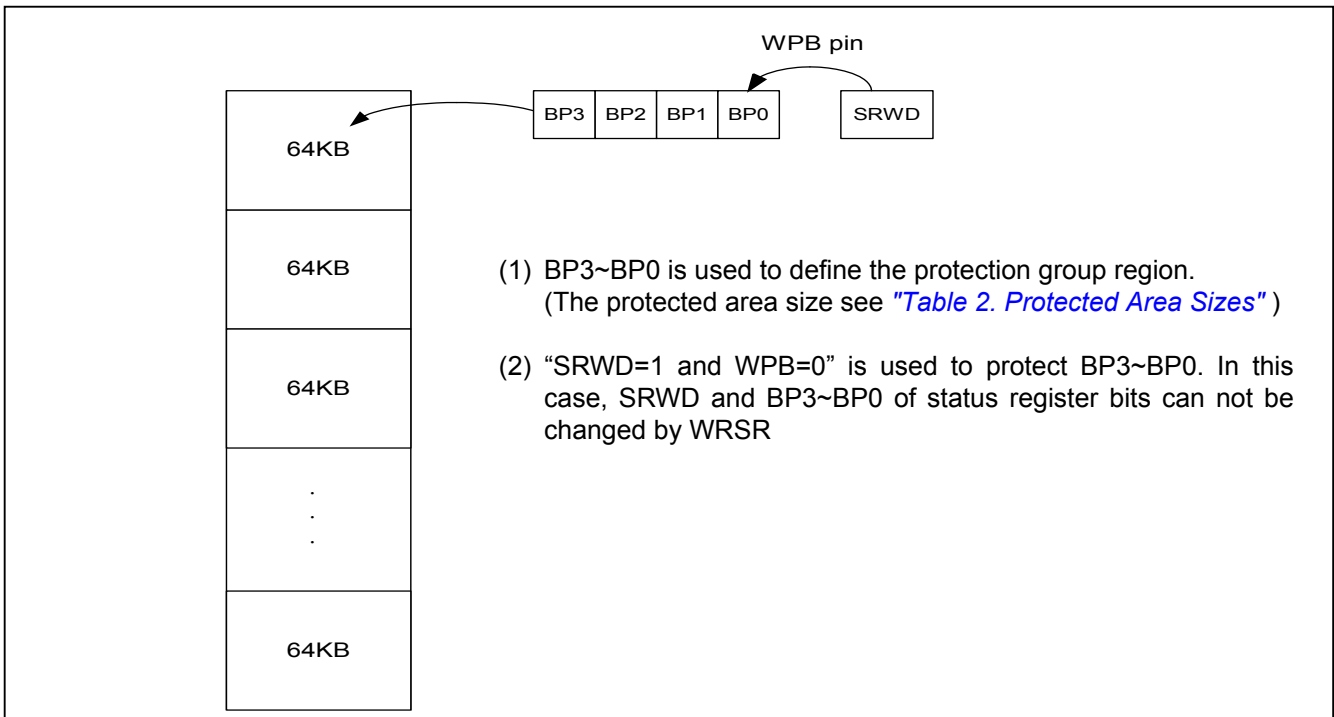 WPB pin
BP3 BP2 BP1 BP0 SRWD
64KB
64KB
(1) BP3~BP0 is used to define the protection group region.
(The protected area size see "Table 2. Protected Area Sizes" )
64KB
(2) “SRWD=1 and WPB=0” is used to protect BP3~BP0. In this
case, SRWD and BP3~BP0 of status register bits can not be
changed by WRSR
.
.
.
64KB